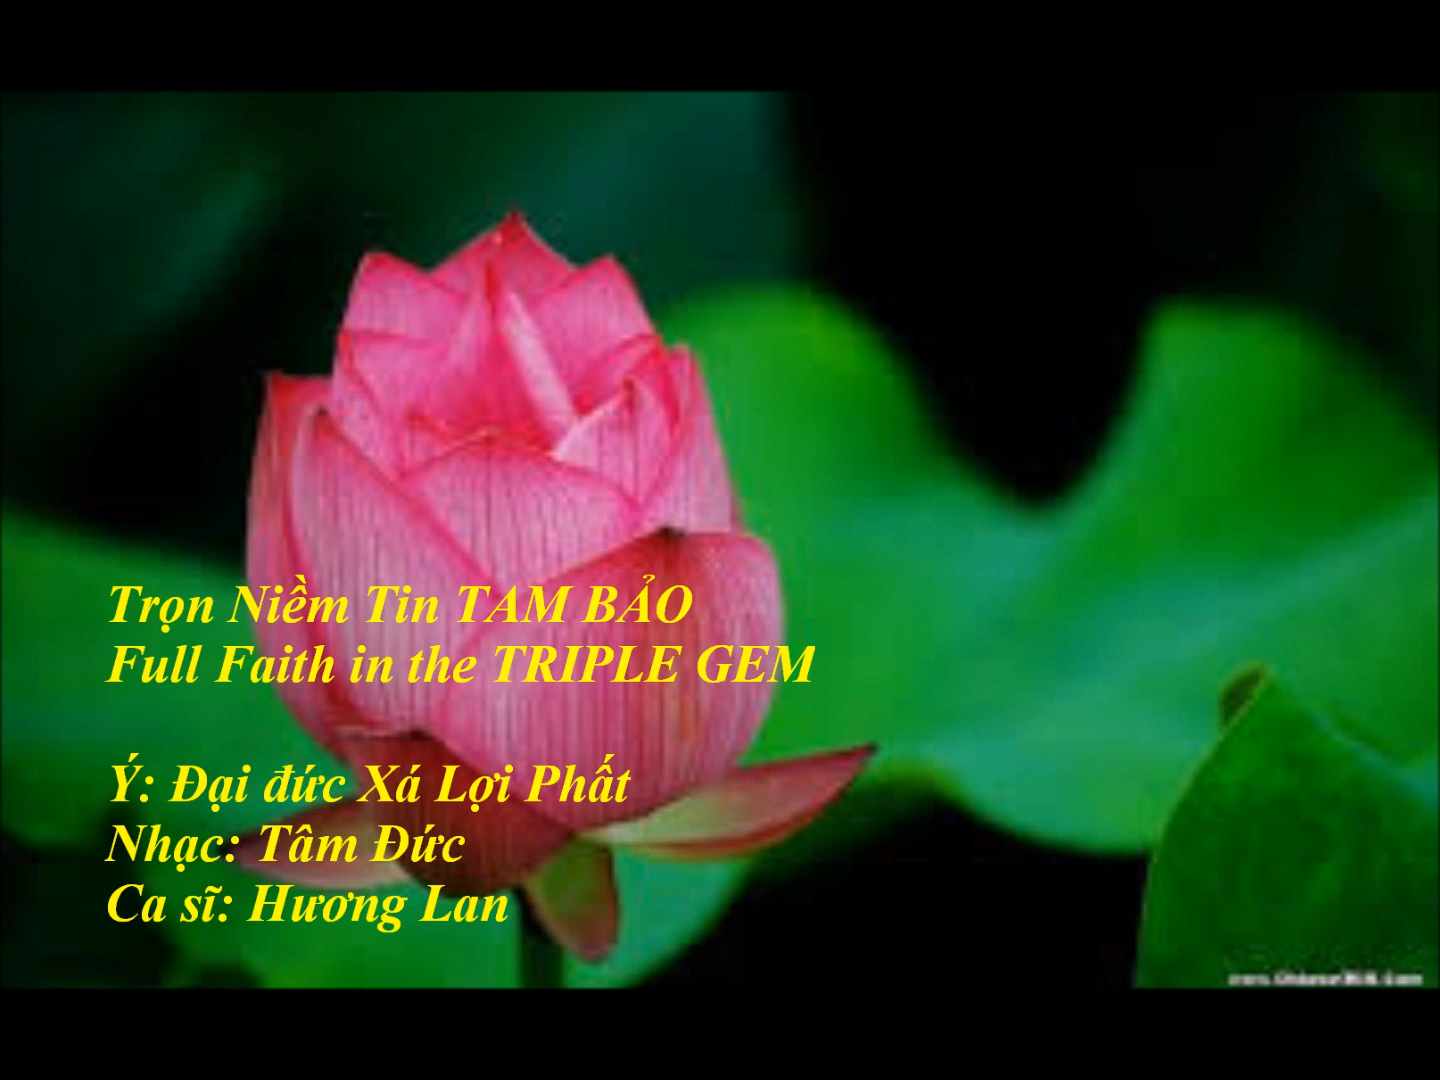 Trọn Niềm Tin TAM BẢO
Full Faith in the TRIPLE GEM
Ý: Đại đức Xá Lợi Phất
Nhạc: Tâm Đức
Ca sĩ: Hương Lan